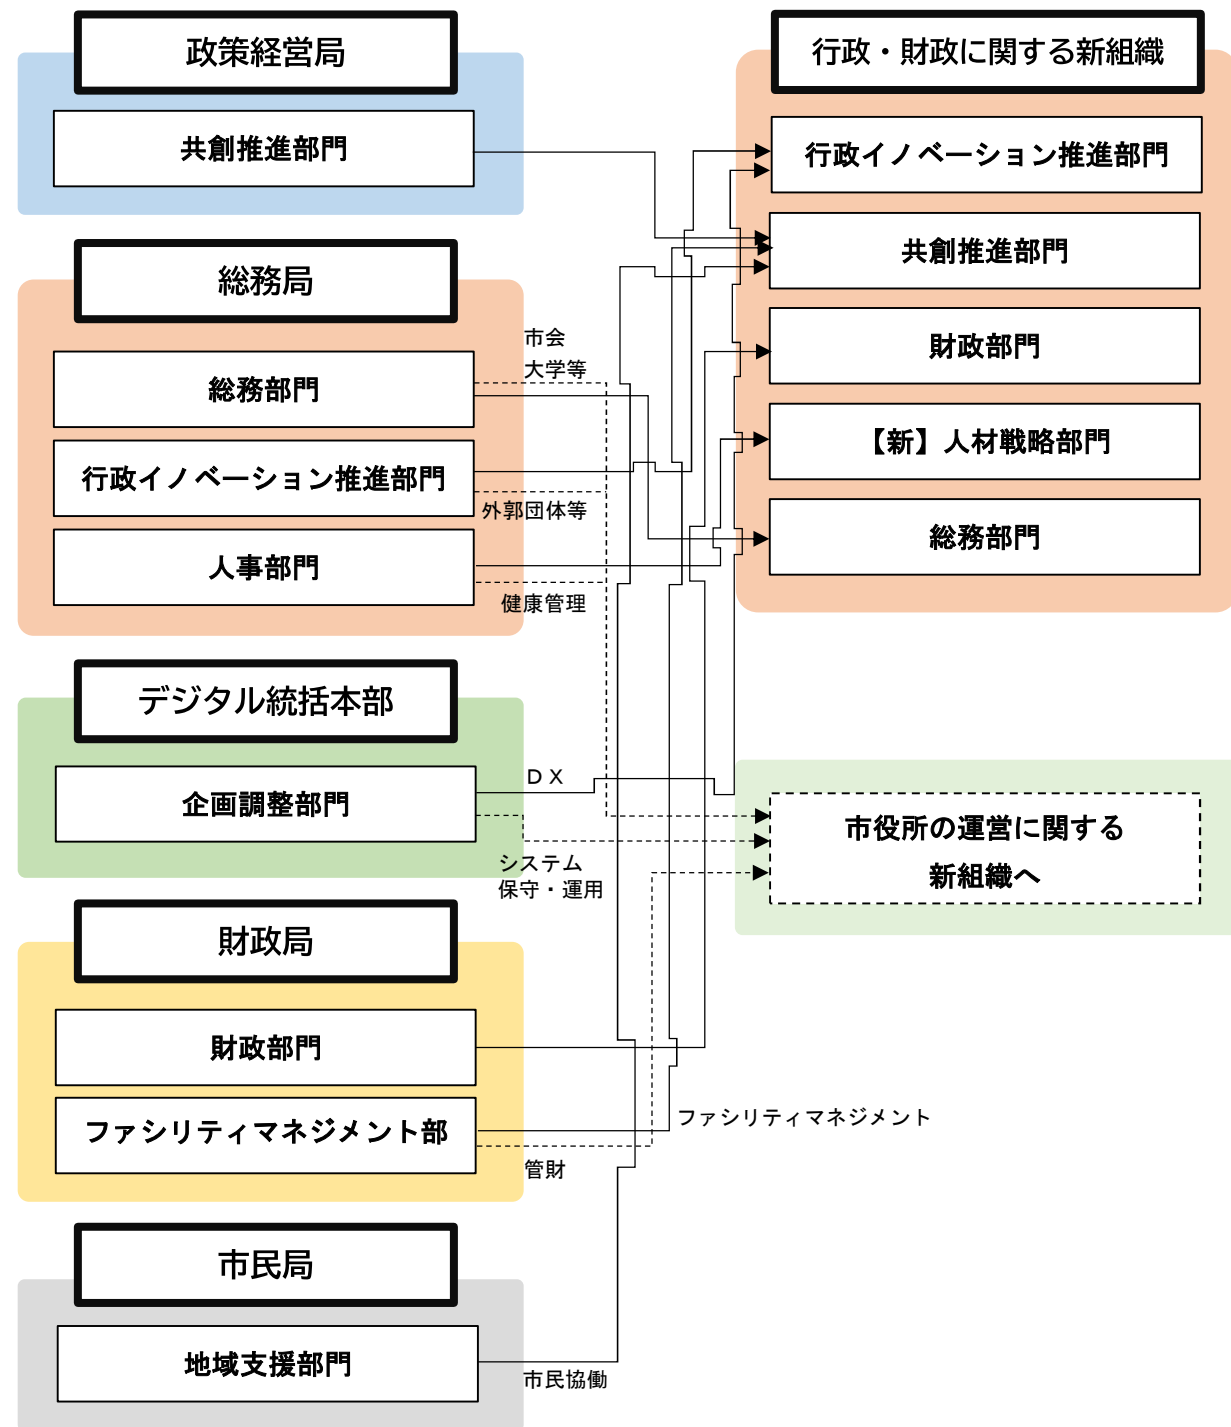 政策経営局
共創推進部門
総務局
総務部門
行政イノベーション推進部門
人事部門
市会
大学等
外郭団体等
健康管理
デジタル統括本部
企画調整部門
ＤＸ
システム
保守・運用
財政局
財政部門
ファシリティマネジメント部
ファシリティマネジメント
管財
市民局
地域支援部門
市民協働
行政・財政に関する新組織
行政イノベーション推進部門
共創推進部門
財政部門
【新】人材戦略部門
総務部門
市役所の運営に関する
新組織へ